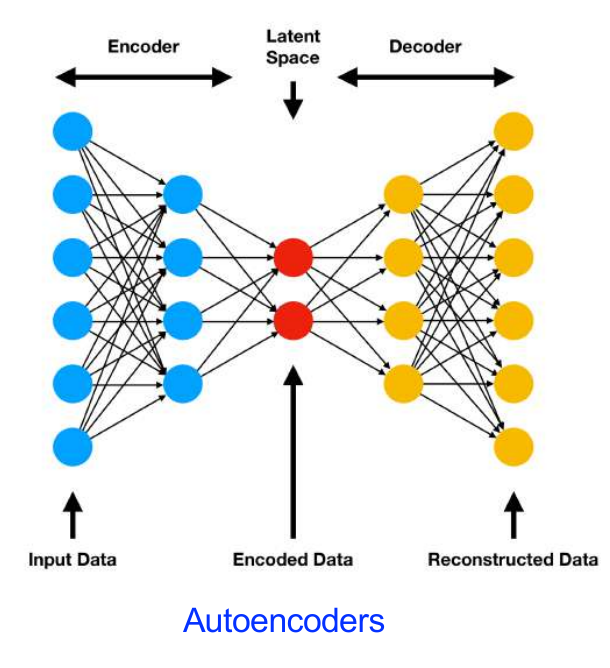 Encoder
Latent
Space
Decoder
Input Data
Encoded Data
Reconstructed Data
Autoencoders